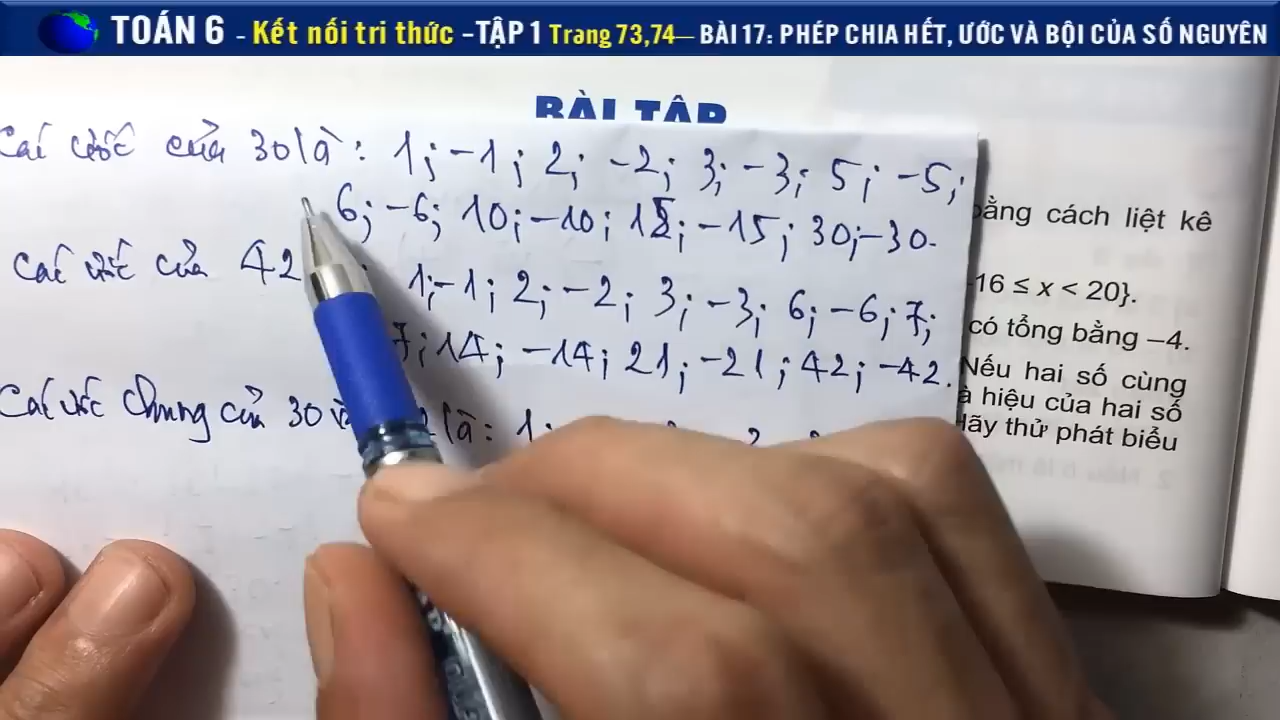 TOÁN 6 - Kết nối tri thức -TẬP 1 Trang 73,74— BÀI 17: PHÉP CHIA HẾT, ƯỚC VÀ BỘI CỦA SỐ NGUYÊN
BÀI TẬP
Các ước của 30 là: 1; -1; 2; -2; 3; -3; 5; -5;
6; -6; 10; -10; 15; -15; 30; -30.
Các ước của 42 1; -1; 2; -2; 3; -3; 6; -6; 7;
7; 14; -14; 21; -21; 42; -42.
Các ước chung của 30 là: 1;
bằng cách liệt kê
16 ≤ x < 20}.
có tổng bằng –4.
Nếu hai số cùng
hiệu của hai số
Hãy thử phát biểu